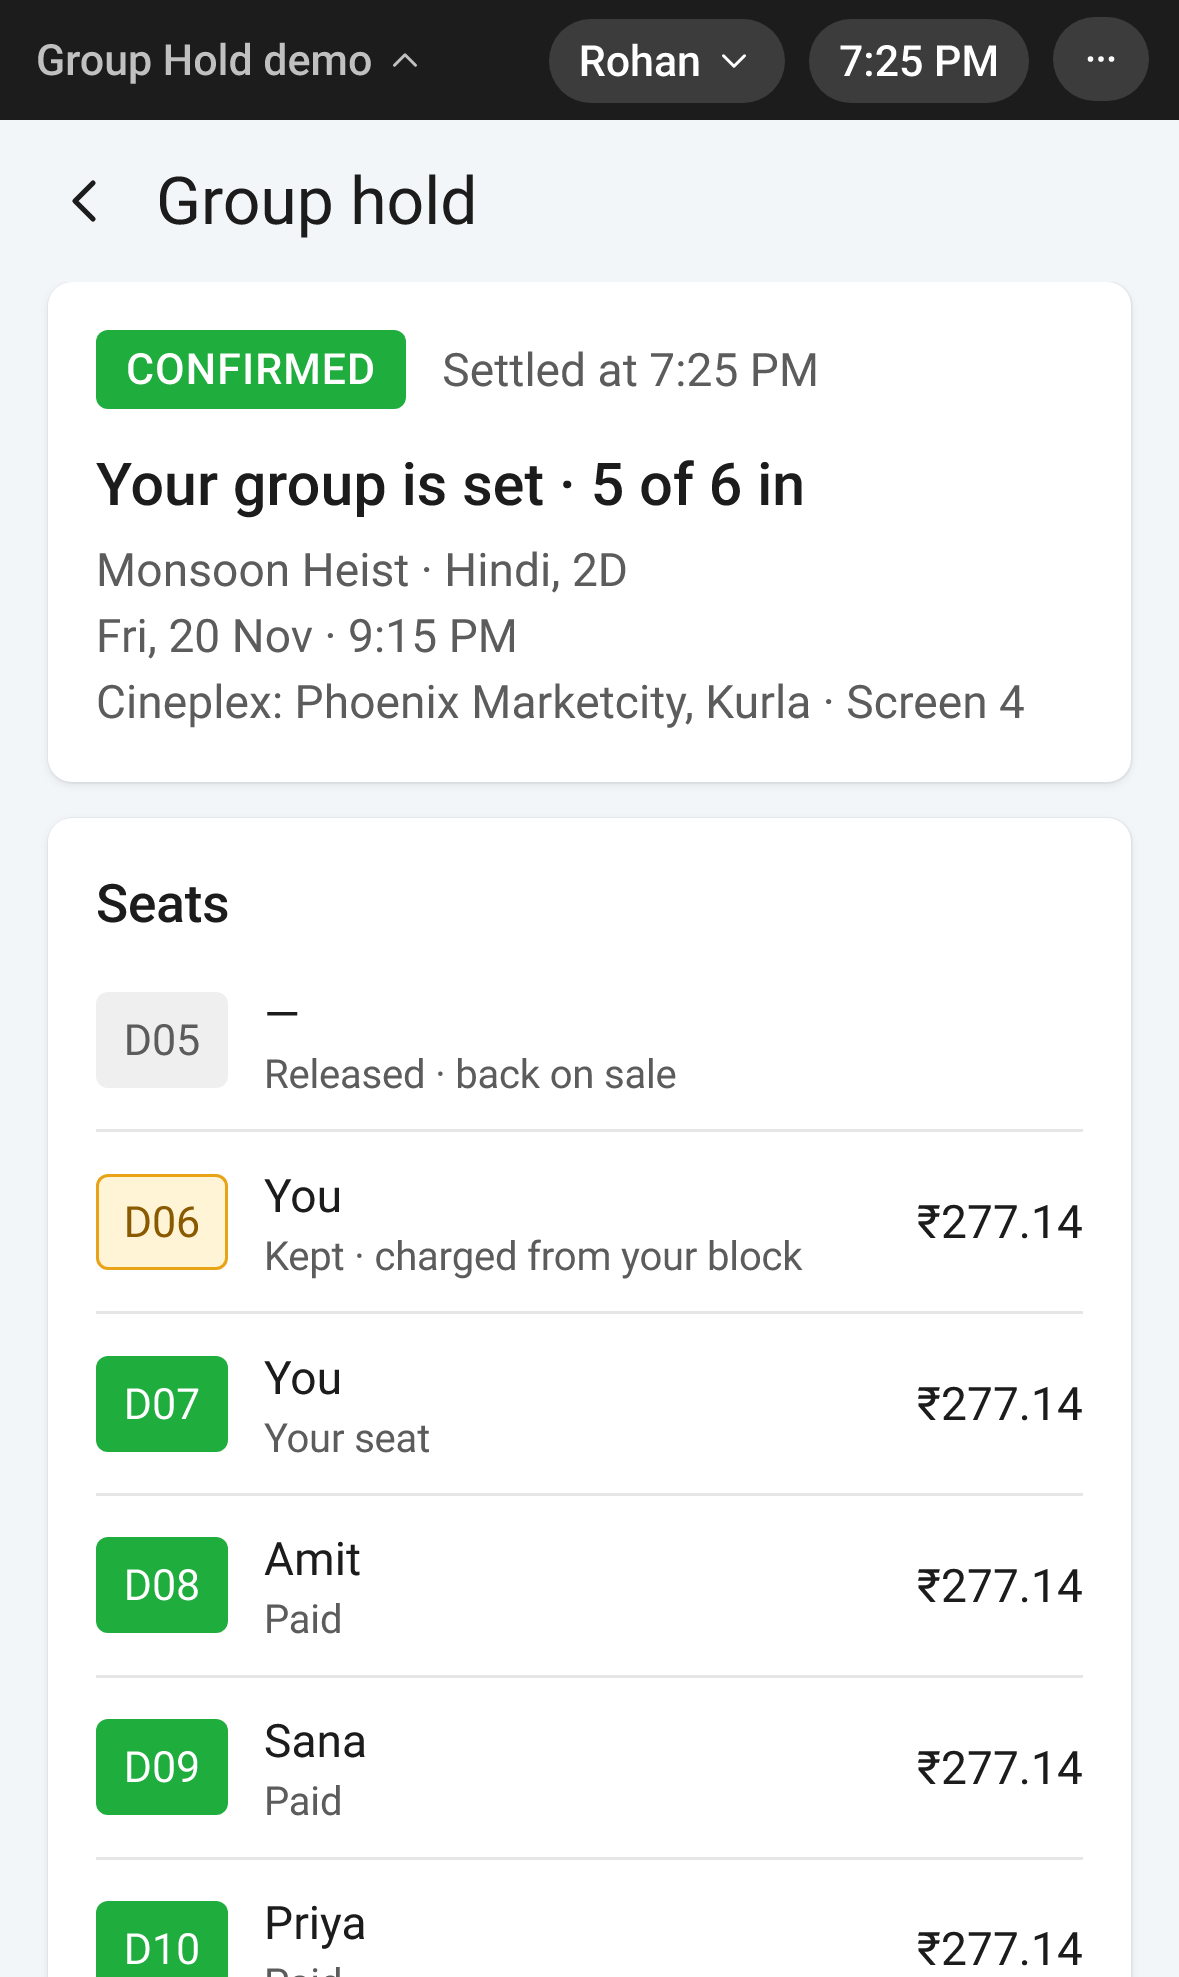 Group Hold demo
Rohan
7:25 PM
Group hold
CONFIRMED
Settled at 7:25 PM
Your group is set · 5 of 6 in
Monsoon Heist · Hindi, 2D
Fri, 20 Nov · 9:15 PM
Cineplex: Phoenix Marketcity, Kurla · Screen 4
Seats
D05
—
Released · back on sale
D06
You
Kept · charged from your block
₹277.14
D07
You
Your seat
₹277.14
D08
Amit
Paid
₹277.14
D09
Sana
Paid
₹277.14
D10
Priya
₹277.14